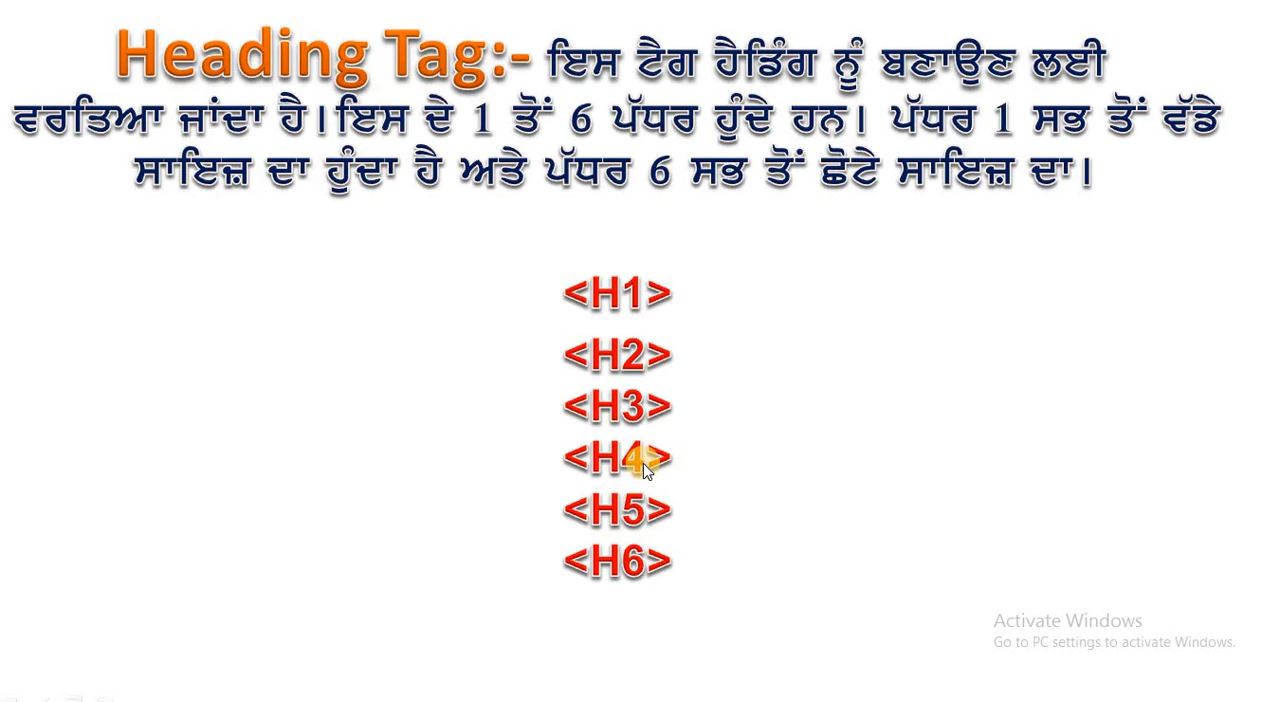 Heading Tag:- ਇਸ ਟੈਗ ਹੈਡਿੰਗ ਨੂੰ ਬਣਾਉਣ ਲਈ
ਵਰਤਿਆ ਜਾਂਦਾ ਹੈ।ਇਸ ਦੇ 1 ਤੋਂ 6 ਪੱਧਰ ਹੁੰਦੇ ਹਨ। ਪੱਧਰ 1 ਸਭ ਤੋਂ ਵੱਡੇ
ਸਾਇਜ਼ ਦਾ ਹੁੰਦਾ ਹੈ ਅਤੇ ਪੱਧਰ 6 ਸਭ ਤੋਂ ਛੋਟੇ ਸਾਇਜ਼ ਦਾ।
<H1>
<H2>
<H3>
<H4>
<H5>
<H6>
Activate Windows
Go to PC settings to activate Windows.